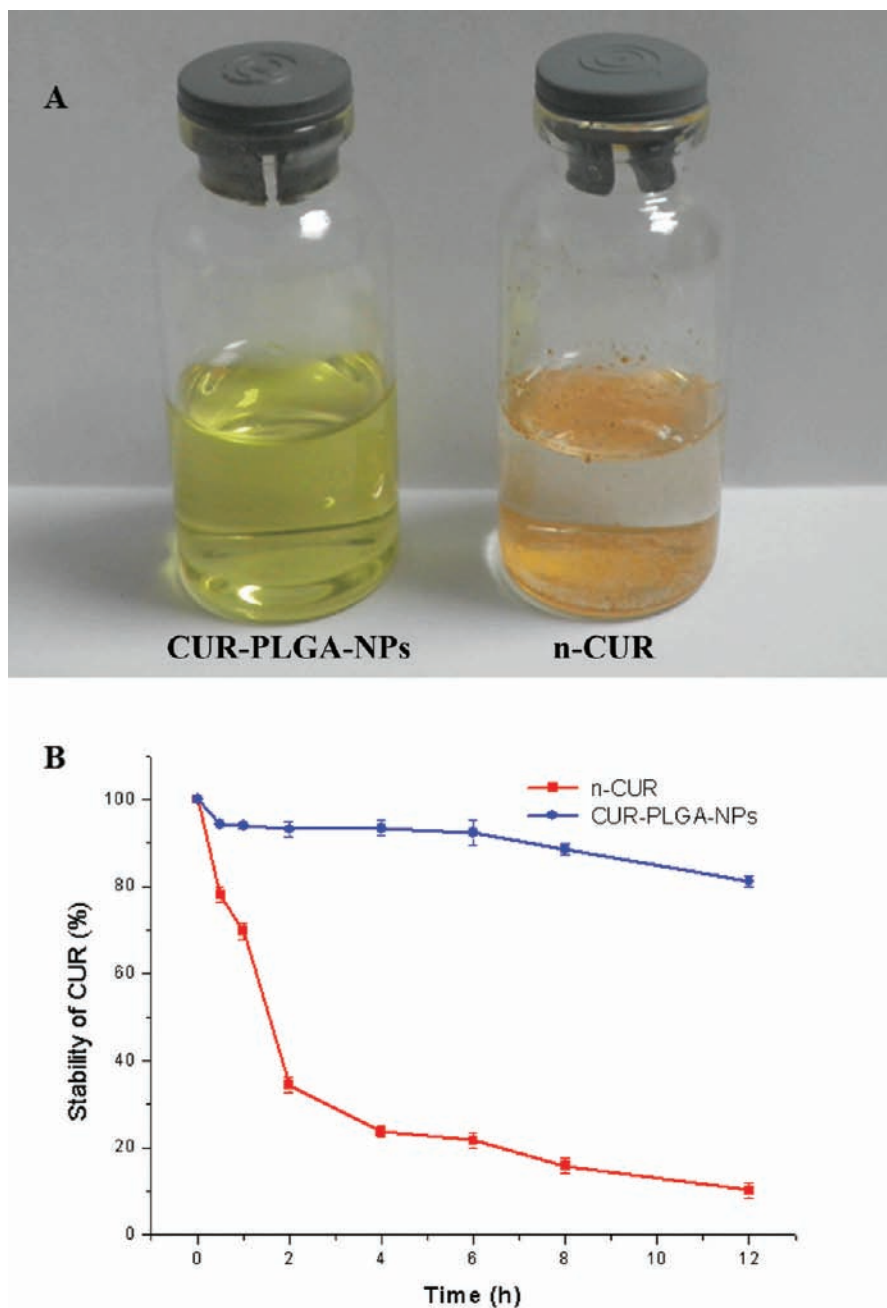 A
CUR-PLGA-NPs n-CUR
B
n-CUR
CUR-PLGA-NPs
Stability of CUR (%)
100
80
60
40
20
0
0 2 4 6 8 10 12
Time (h)